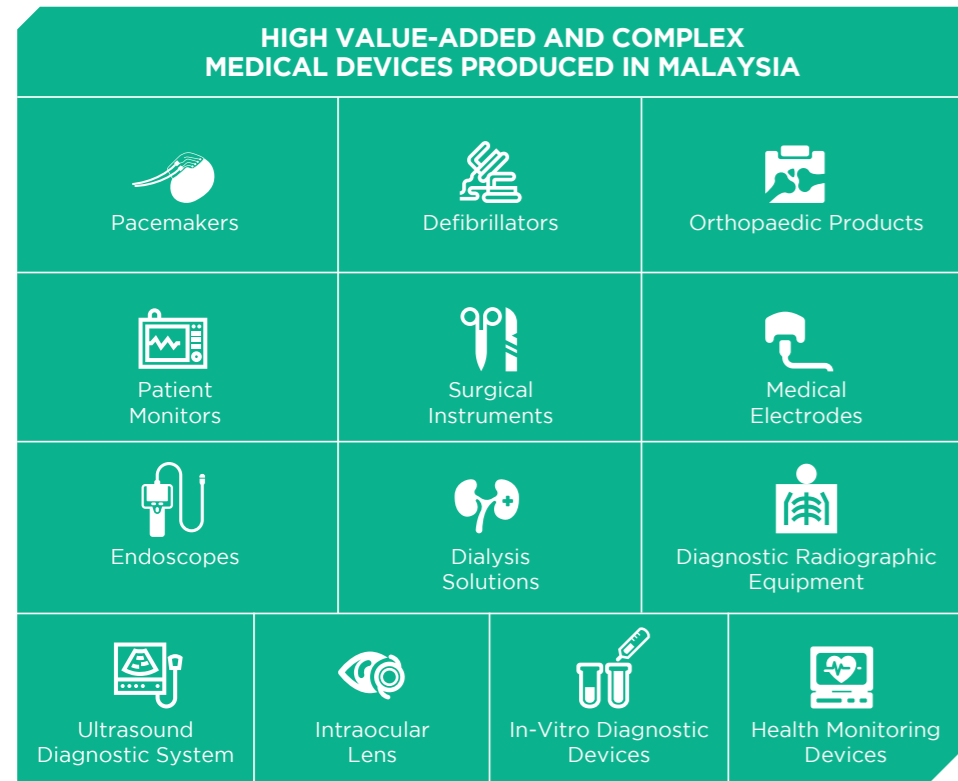 HIGH VALUE-ADDED AND COMPLEX
MEDICAL DEVICES PRODUCED IN MALAYSIA
Pacemakers
Defibrillators
Orthopaedic Products
Patient
Monitors
Surgical
Instruments
Medical
Electrodes
Endoscopes
Dialysis
Solutions
Diagnostic Radiographic
Equipment
Ultrasound
Diagnostic System
Intraocular
Lens
In-Vitro Diagnostic
Devices
Health Monitoring
Devices